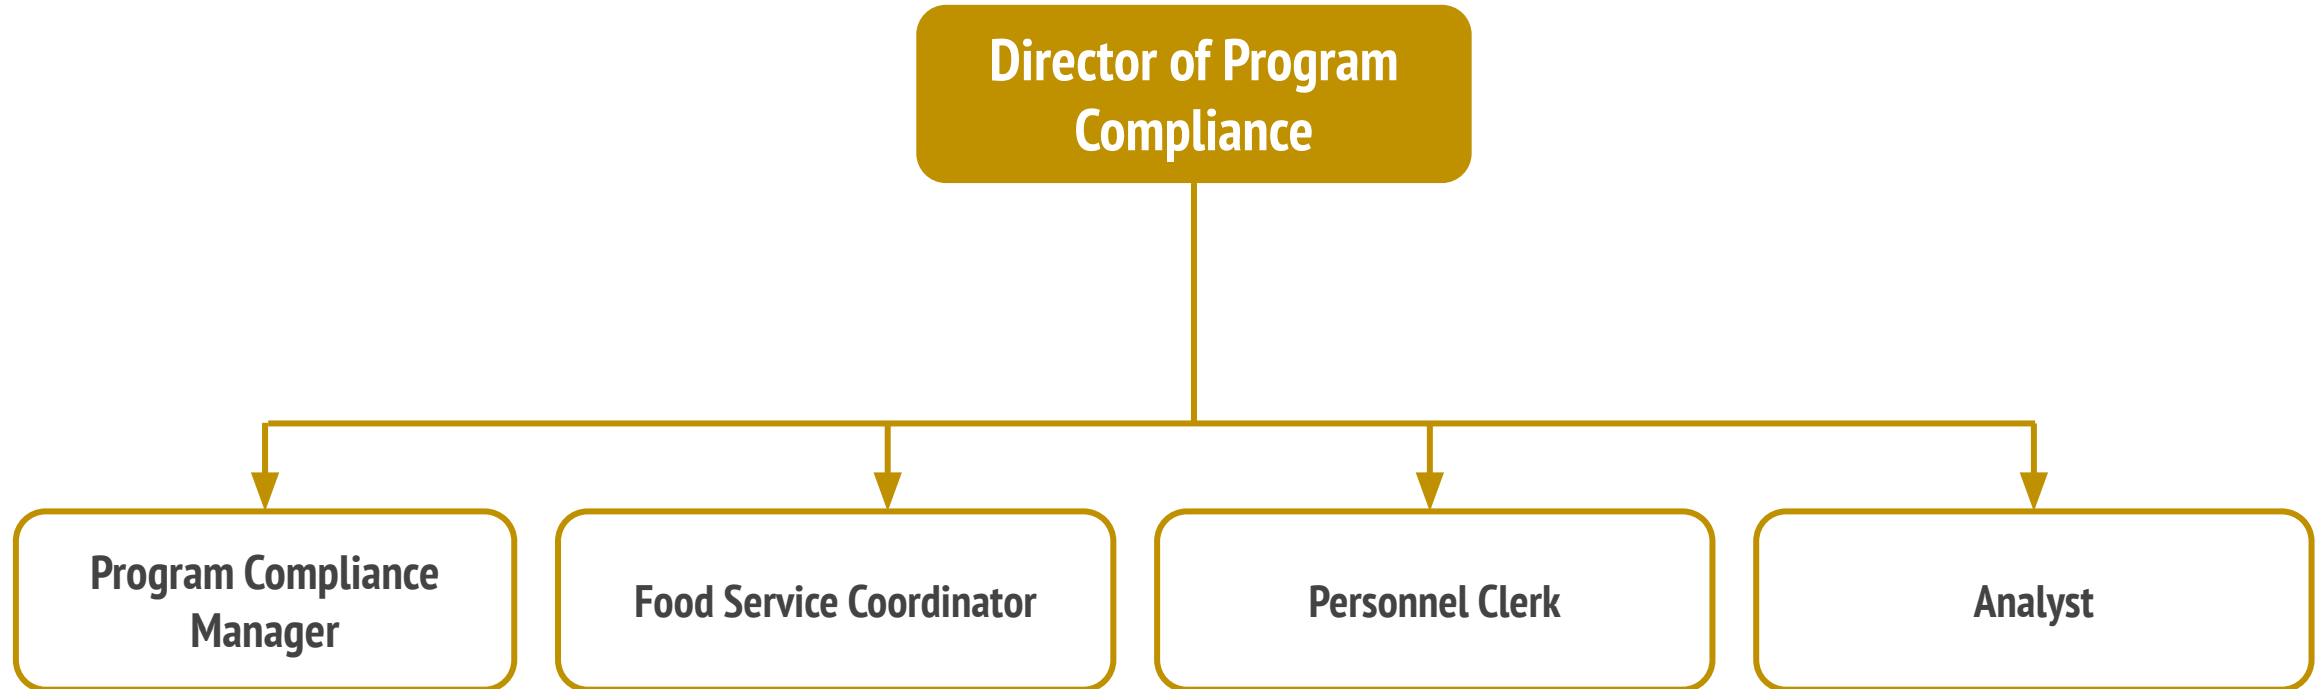 Director of Program
Compliance
Program Compliance
Manager
Food Service Coordinator
Personnel Clerk
Analyst